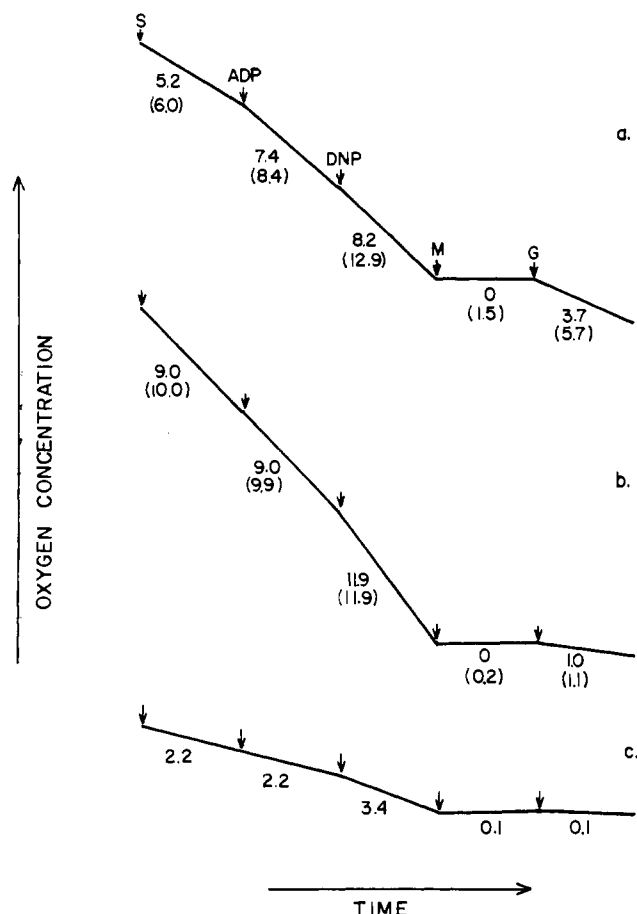 S
5.2
(6.0)
ADP
7.4
(8.4)
DNP
8.2
(12.9)
M
0
(1.5)
G
3.7
(5.7)
a.
9.0
(10.0)
9.0
(9.9)
11.9
(11.9)
0
(0.2)
1.0
(1.1)
b.
2.2
2.2
3.4
0.1
0.1
c.
OXYGEN CONCENTRATION
TIME